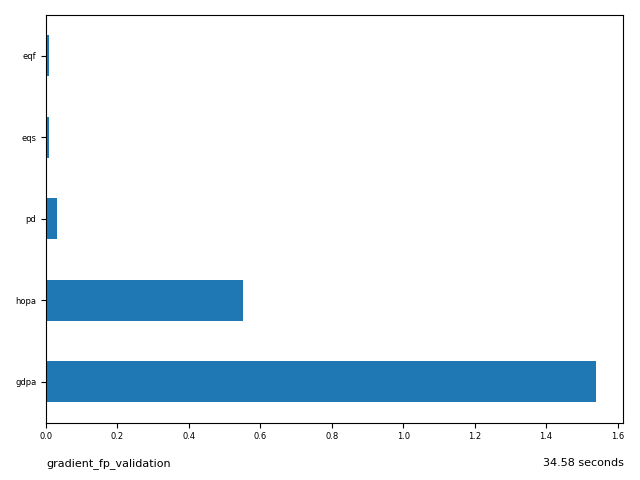 eqf
eqs
pd
hopa
gdpa
0.0 0.2 0.4 0.6 0.8 1.0 1.2 1.4 1.6
gradient_fp_validation 34.58 seconds